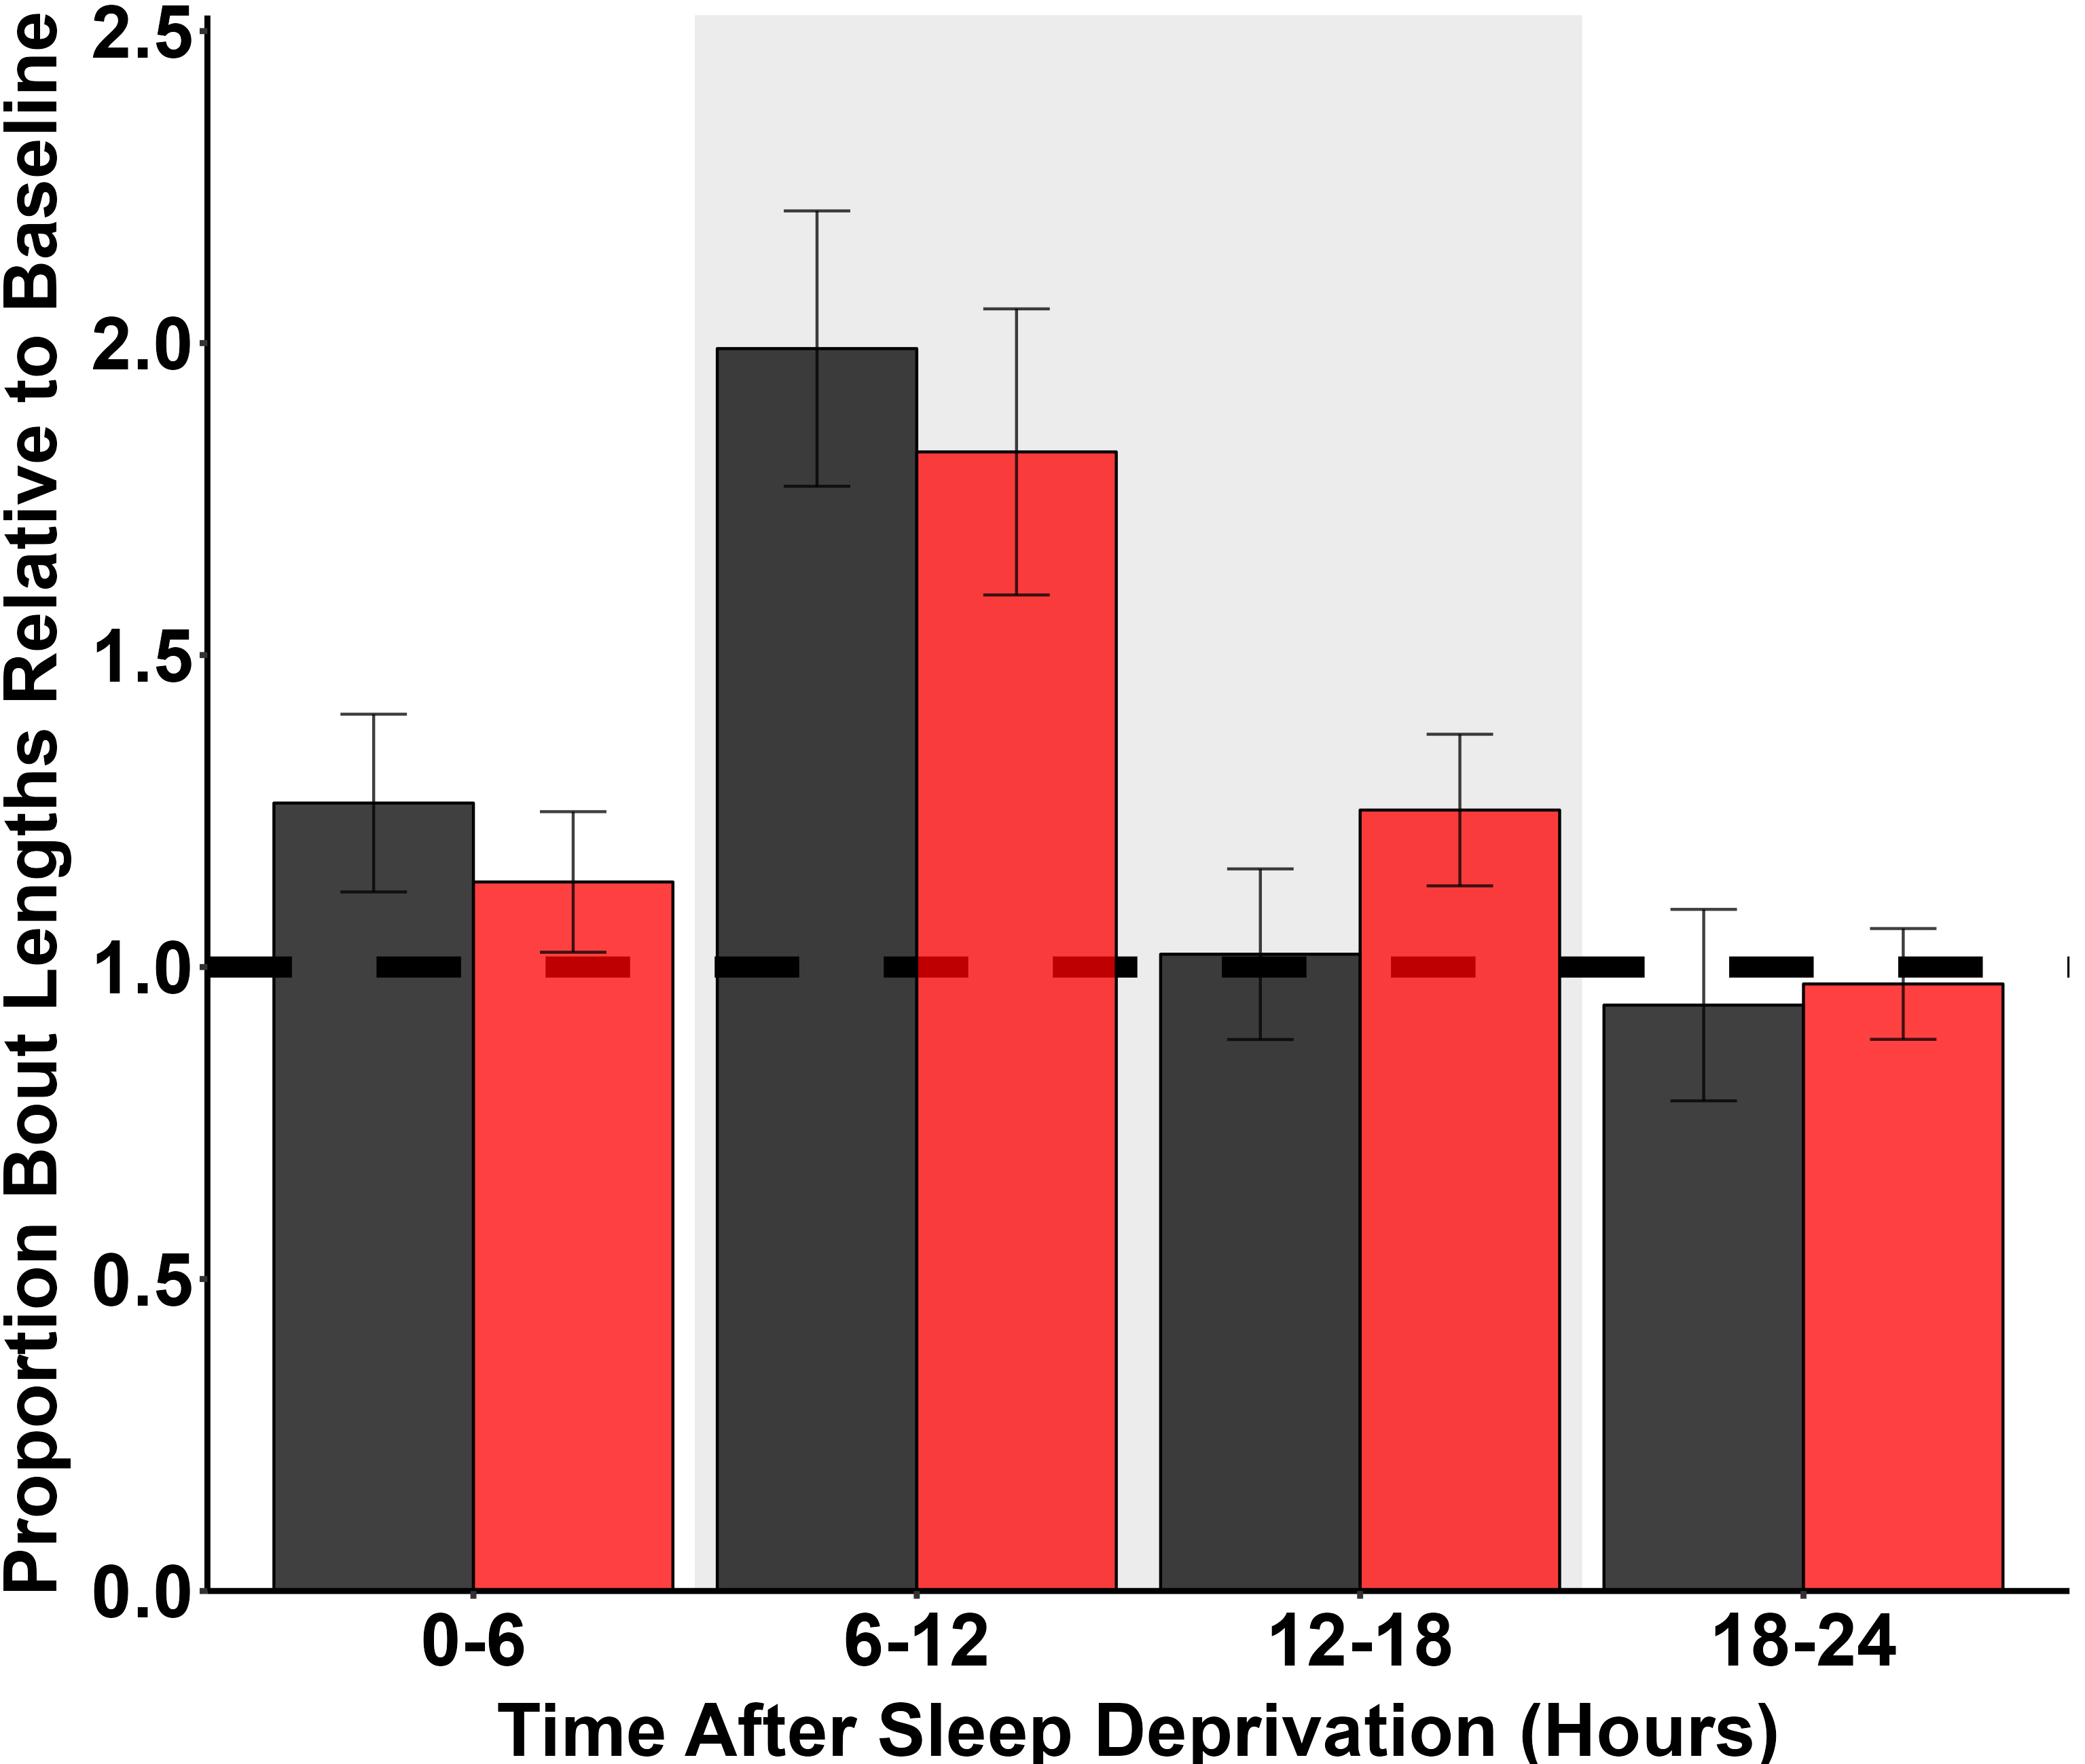 Proportion Bout Lengths Relative to Baseline
2.5
2.0
1.5
1.0
0.5
0.0
0-6 6-12 12-18 18-24
Time After Sleep Deprivation (Hours)